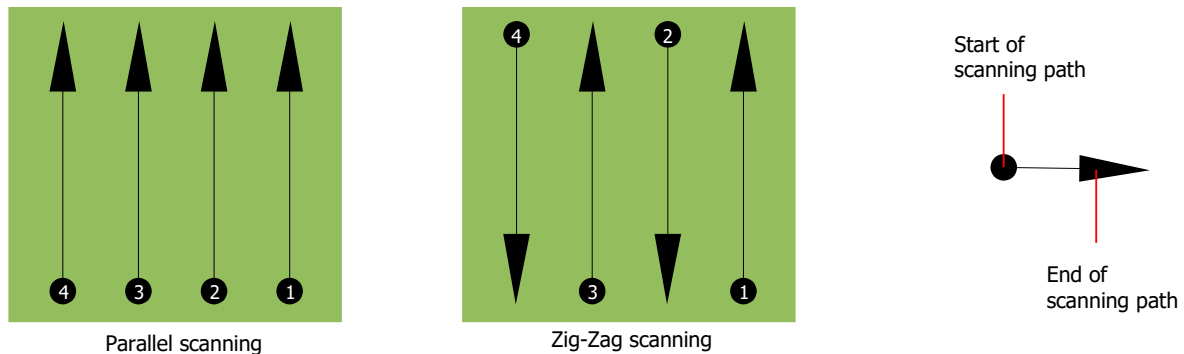 4 3 2 1
Parallel scanning
4 2
3 1
Zig-Zag scanning
Start of
scanning path
End of
scanning path